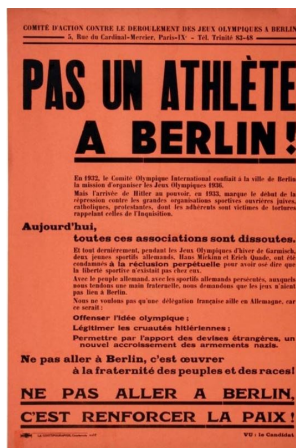 COMITÉ D'ACTION CONTRE LE DEROULEMENT DES JEUX OLYMPIQUES A BERLIN
5, Rue du Cardinal-Mercier, Paris-IXᵉ - Tél. Trinité 83-48
PAS UN ATHLÈTE
A BERLIN !
En 1932, le Comité Olympique International confiait à la ville de Berlin
la mission d'organiser les Jeux Olympiques 1936.
Mais l'arrivée de Hitler au pouvoir, en 1933, marque le début de la
répression contre les grandes organisations sportives ouvrières juives,
catholiques, protestantes, dont les adhérents sont victimes de tortures
rappelant celles de l'Inquisition.
Aujourd'hui,
toutes ces associations sont dissoutes.
Et tout dernièrement, pendant les Jeux Olympiques d'hiver de Garmisch,
deux jeunes sportifs allemands, Hans Mickinn et Erich Quade, ont été
condamnés à la réclusion perpétuelle pour avoir osé dire que
la liberté sportive n'existait pas chez eux.
Avec le peuple allemand, avec les sportifs allemands persécutés, auxquels
nous tendons une main fraternelle, nous demandons que les jeux n'aient
pas lieu à Berlin.
Nous ne voulons pas qu'une délégation française aille en Allemagne, car
ce serait :
Offenser l'idée olympique ;
Légitimer les cruautés hitlériennes ;
Permettre par l'apport des devises étrangères, un
nouvel accroissement des armements nazis.
Ne pas aller à Berlin, c'est œuvrer
à la fraternité des peuples et des races!
NE PAS ALLER A BERLIN,
C'EST RENFORCER LA PAIX !
VU : le Candidat